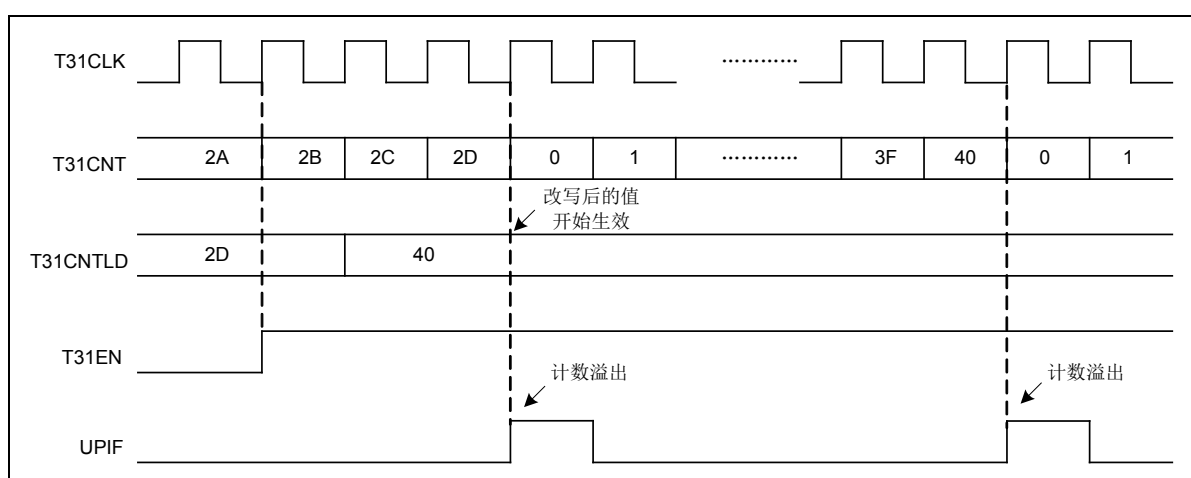 T31CLK
…………
T31CNT 2A 2B 2C 2D 0 1 ………… 3F 40 0 1
改写后的值
开始生效
T31CNTLD 2D 40
T31EN
计数溢出 计数溢出
UPIF